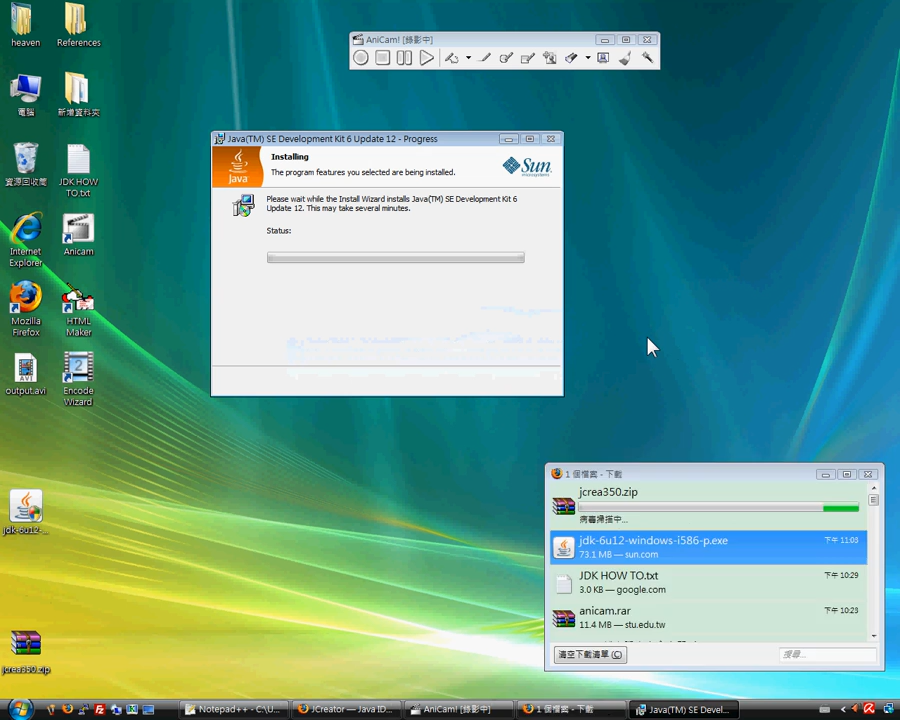 heaven
References
電腦
新增資料夾
資源回收筒
JDK HOW
TO.txt
Internet
Explorer
Anicam
Mozilla
Firefox
HTML
Maker
output.avi
Encode
Wizard
jdk-6u12-...
jcrea350.zip
AniCam! [錄影中]
Java(TM) SE Development Kit 6 Update 12 - Progress
Installing
The program features you selected are being installed.
Java
Sun
microsystems
Please wait while the Install Wizard installs Java(TM) SE Development Kit 6
Update 12. This may take several minutes.
Status:
1 個檔案 - 下載
jcrea350.zip
病毒掃描中...
jdk-6u12-windows-i586-p.exe
下午 11:03
73.1 MB — sun.com
JDK HOW TO.txt
下午 10:29
3.0 KB — google.com
anicam.rar
下午 10:23
11.4 MB — stu.edu.tw
清空下載清單(C)
搜尋...
Notepad++ - C:\U...
JCreator — Java ID...
AniCam! [錄影中]
1 個檔案 - 下載
Java(TM) SE Devel...